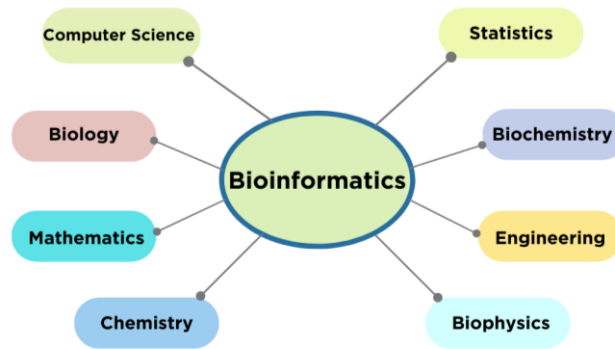 Computer Science
Statistics
Biology
Biochemistry
Bioinformatics
Mathematics
Engineering
Chemistry
Biophysics